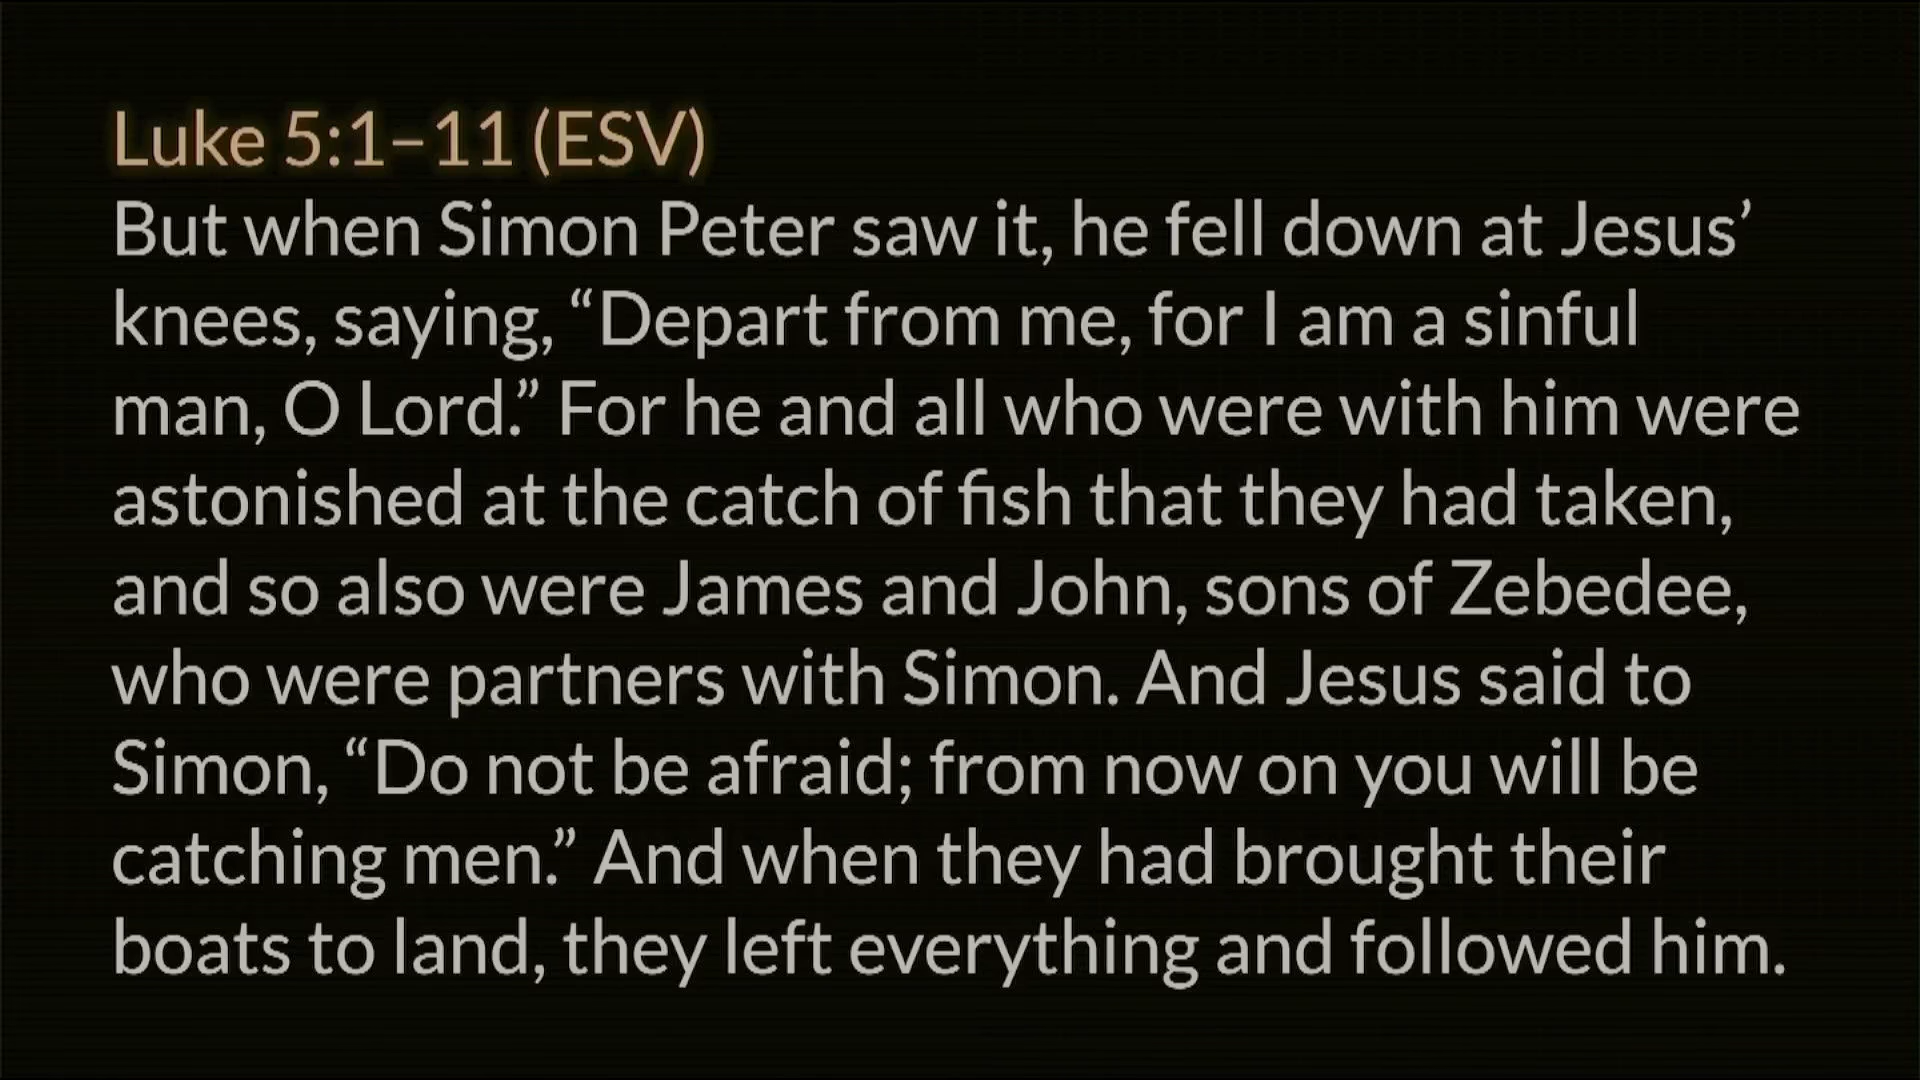 Luke 5:1–11 (ESV)
But when Simon Peter saw it, he fell down at Jesus’
knees, saying, “Depart from me, for I am a sinful
man, O Lord.” For he and all who were with him were
astonished at the catch of fish that they had taken,
and so also were James and John, sons of Zebedee,
who were partners with Simon. And Jesus said to
Simon, “Do not be afraid; from now on you will be
catching men.” And when they had brought their
boats to land, they left everything and followed him.